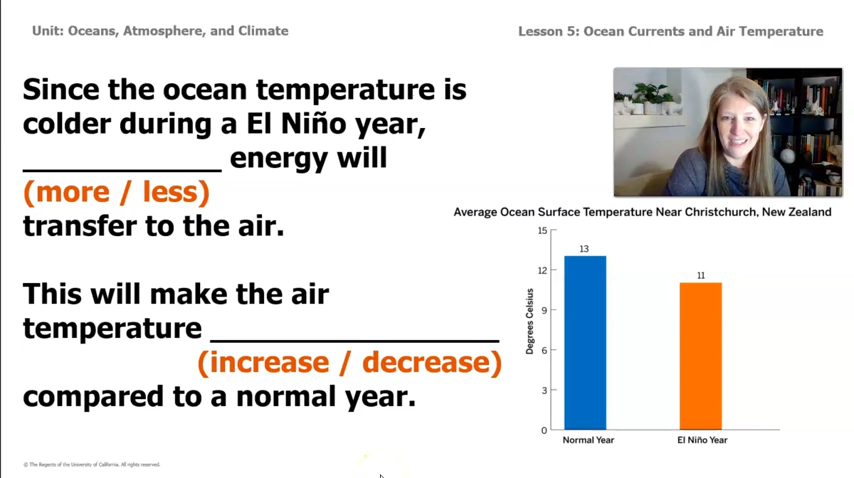 Unit: Oceans, Atmosphere, and Climate
Lesson 5: Ocean Currents and Air Temperature
Since the ocean temperature is
colder during a El Niño year,
______________ energy will
(more / less)
transfer to the air.
This will make the air
temperature ____________________
(increase / decrease)
compared to a normal year.
Average Ocean Surface Temperature Near Christchurch, New Zealand
Degrees Celsius
15
12
9
6
3
0
13
11
Normal Year
El Niño Year
© The Regents of the University of California. All rights reserved.